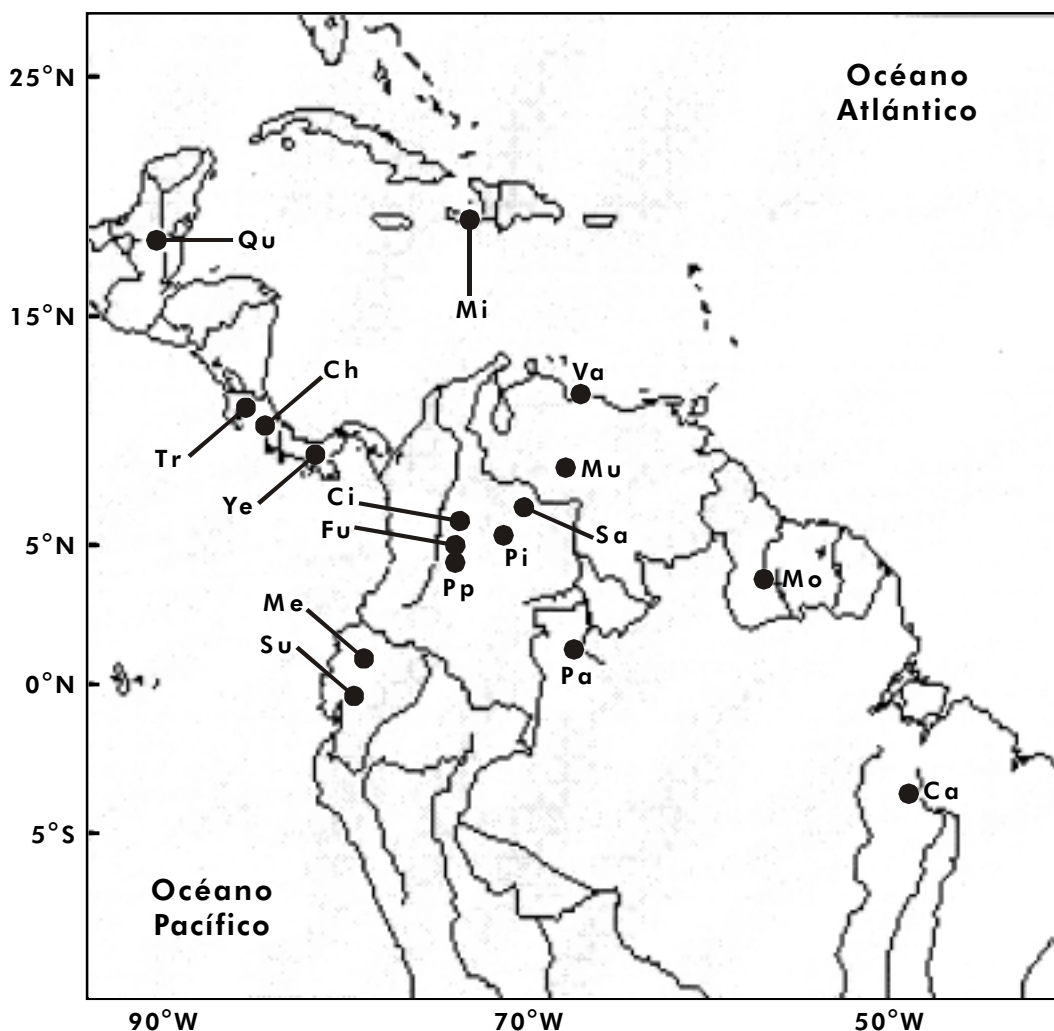 25°N
Océano
Atlántico
Qu
Mi
15°N
Ch
Va
Tr
Mu
Ye
Ci
Sa
Fu
5°N
Pi
Pp
Mo
Me
Su
Pa
0°N
Ca
5°S
Océano
Pacífico
90°W
70°W
50°W